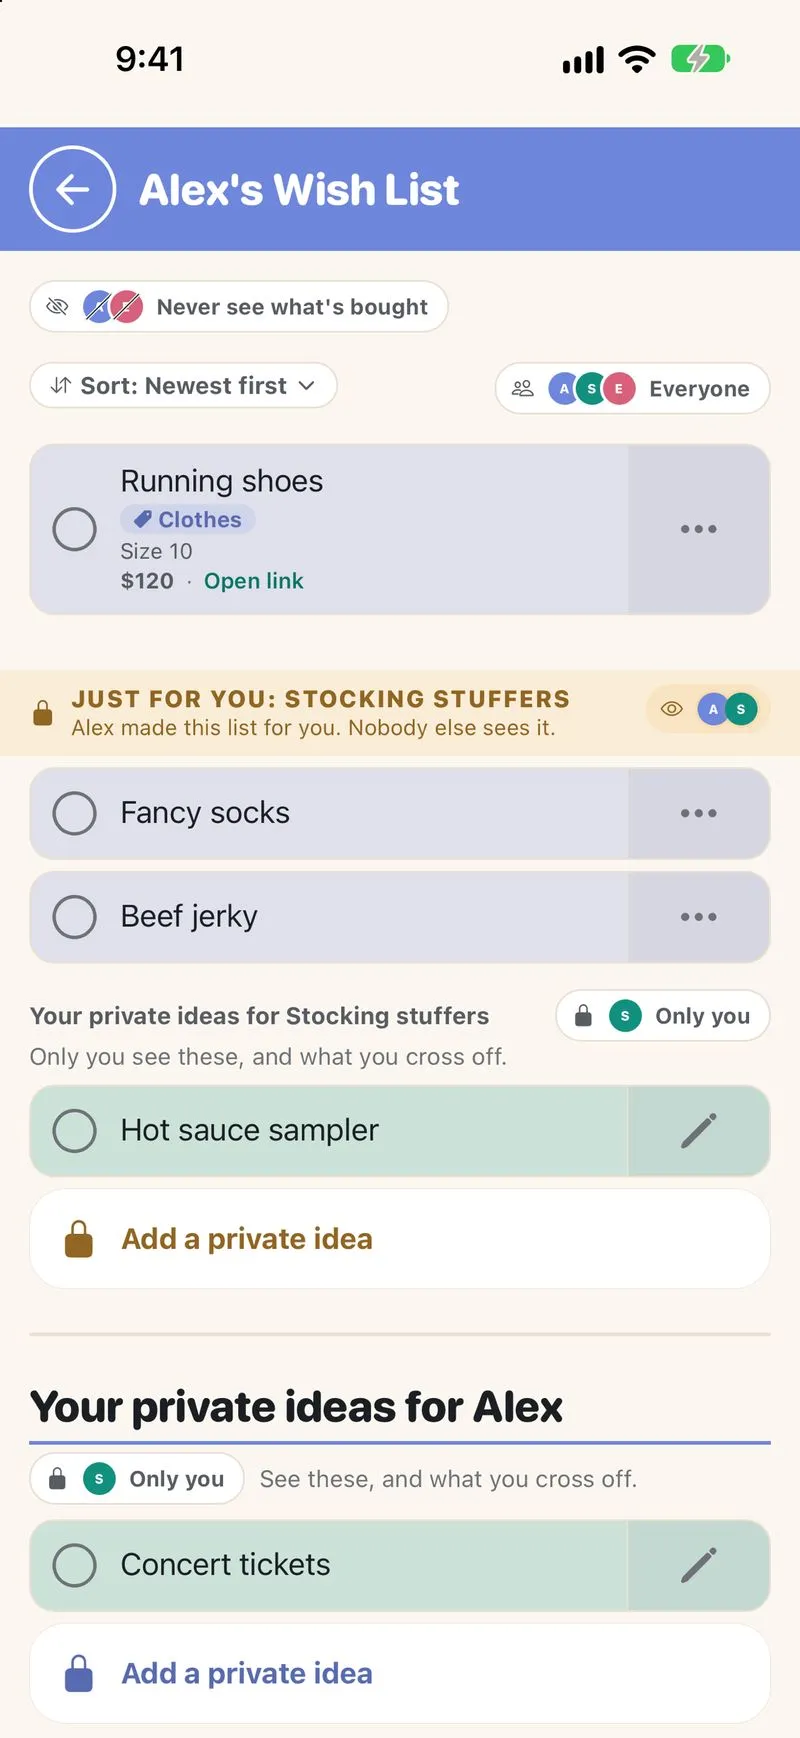 9:41
Alex's Wish List
Never see what's bought
Sort: Newest first
A S E Everyone
Running shoes
Clothes
Size 10
$120 · Open link
JUST FOR YOU: STOCKING STUFFERS
Alex made this list for you. Nobody else sees it.
A S
Fancy socks
Beef jerky
Your private ideas for Stocking stuffers
S Only you
Only you see these, and what you cross off.
Hot sauce sampler
Add a private idea
Your private ideas for Alex
S Only you See these, and what you cross off.
Concert tickets
Add a private idea